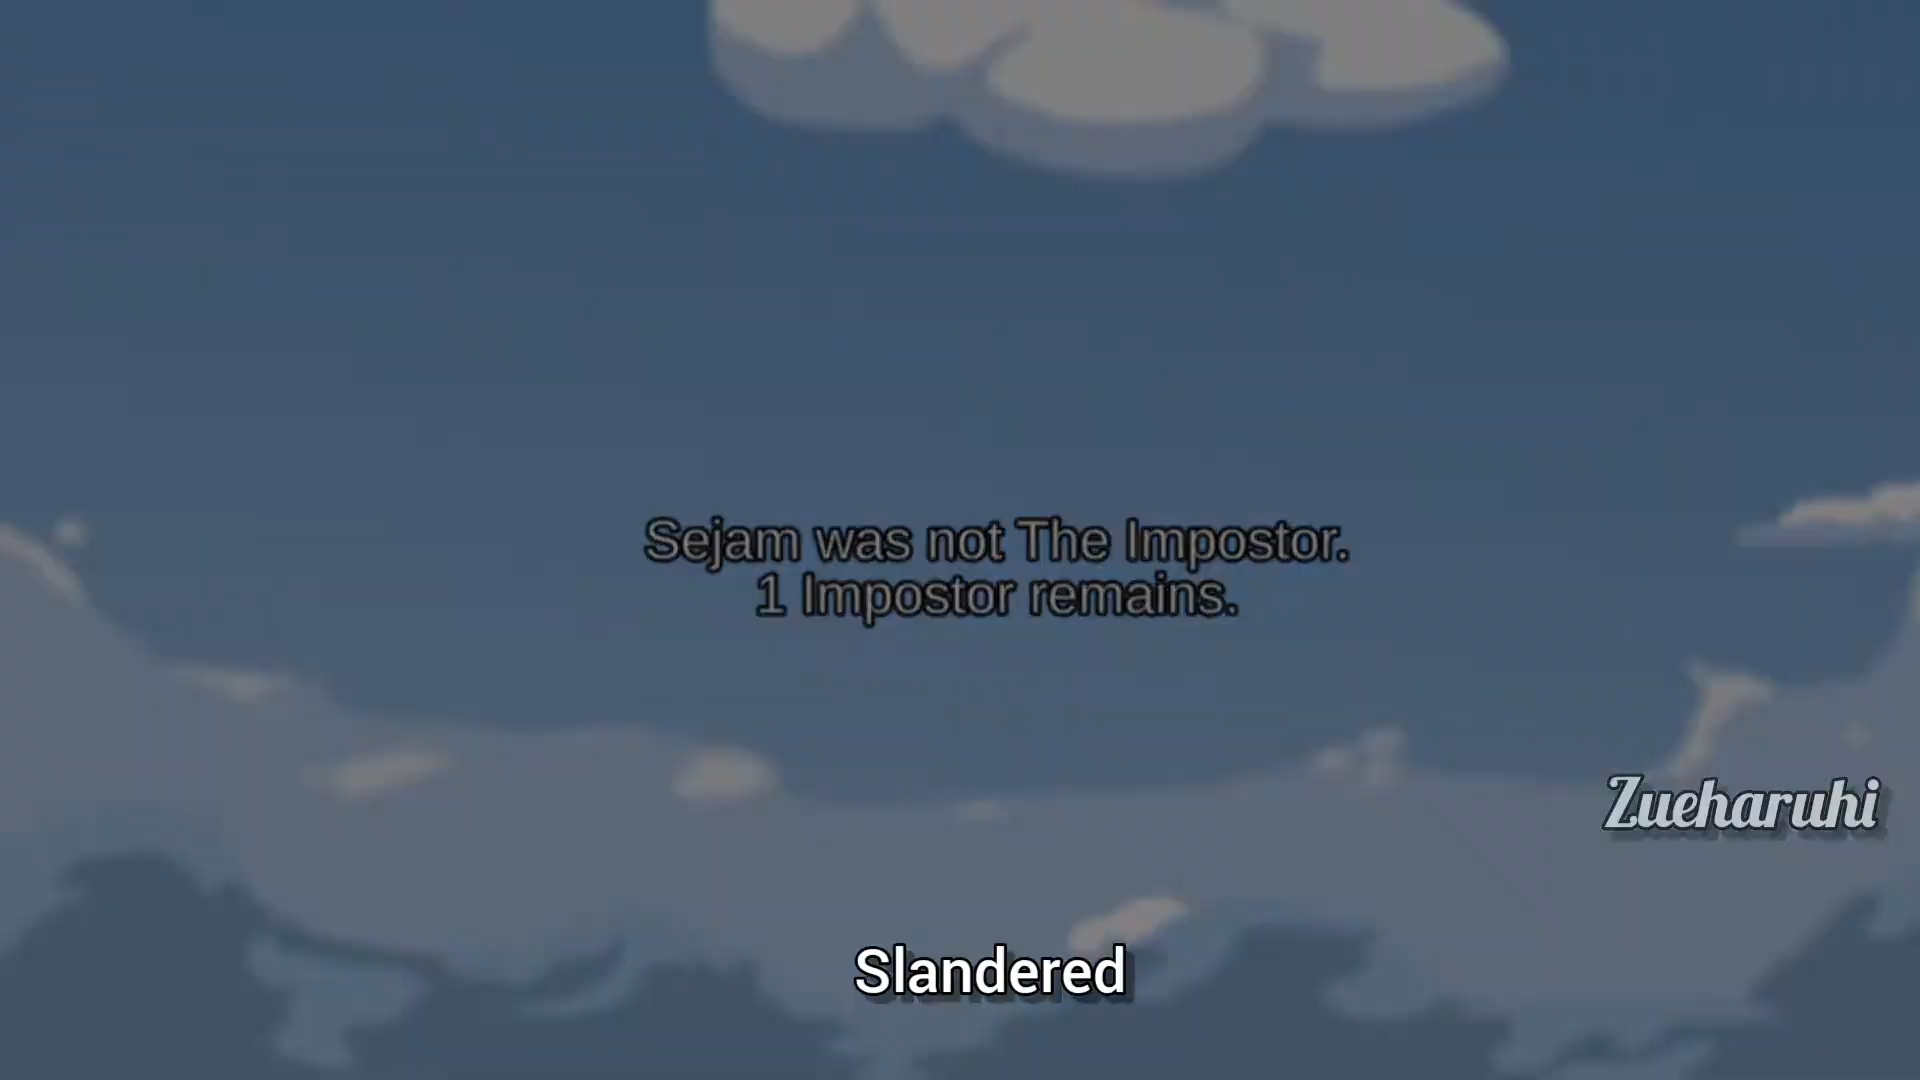 Sejam was not The Impostor.
1 Impostor remains.
Zueharuhi
Slandered